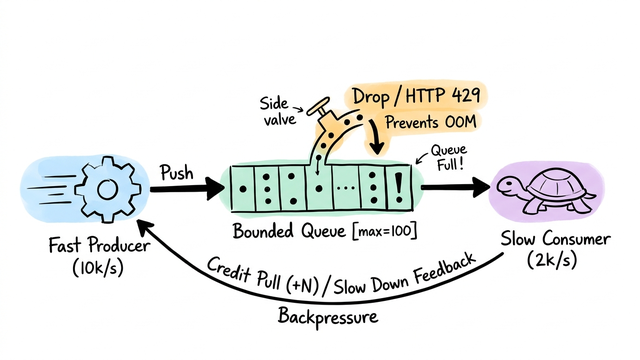 Side
valve
Drop / HTTP 429
Prevents OOM
Queue
Full!
Push
!
Fast Producer
(10k/s)
Bounded Queue [max=100]
Slow Consumer
(2k/s)
Credit Pull (+N) / Slow Down Feedback
Backpressure